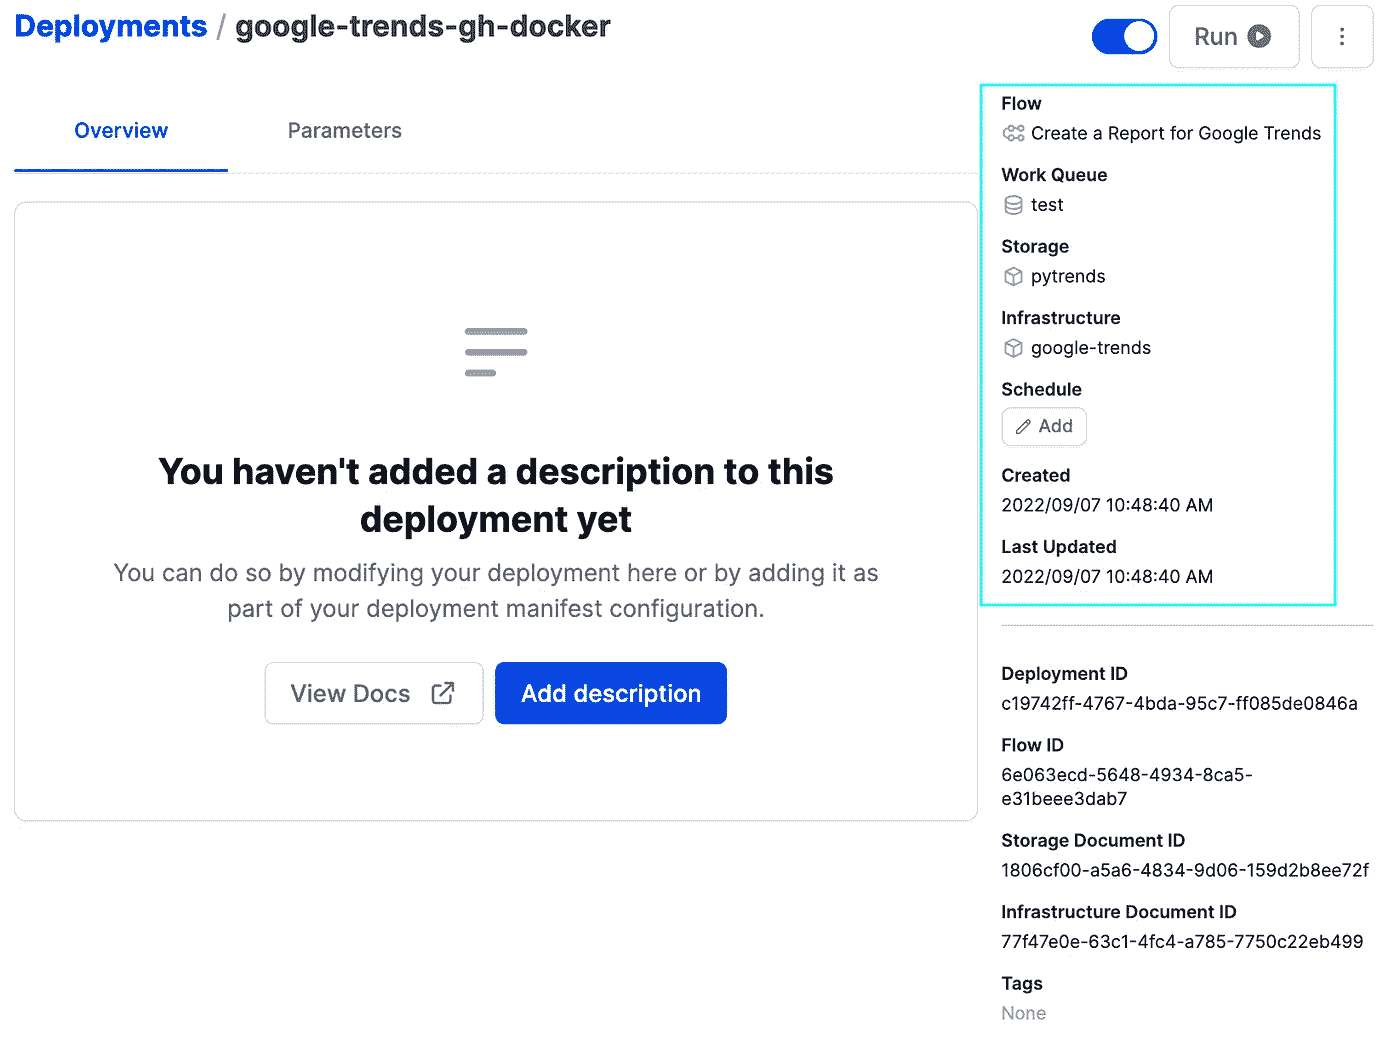 Deployments / google-trends-gh-docker
Run
Overview
Parameters
You haven't added a description to this
deployment yet
You can do so by modifying your deployment here or by adding it as
part of your deployment manifest configuration.
View Docs
Add description
Flow
Create a Report for Google Trends
Work Queue
test
Storage
pytrends
Infrastructure
google-trends
Schedule
Add
Created
2022/09/07 10:48:40 AM
Last Updated
2022/09/07 10:48:40 AM
Deployment ID
c19742ff-4767-4bda-95c7-ff085de0846a
Flow ID
6e063ecd-5648-4934-8ca5-
e31beee3dab7
Storage Document ID
1806cf00-a5a6-4834-9d06-159d2b8ee72f
Infrastructure Document ID
77f47e0e-63c1-4fc4-a785-7750c22eb499
Tags
None